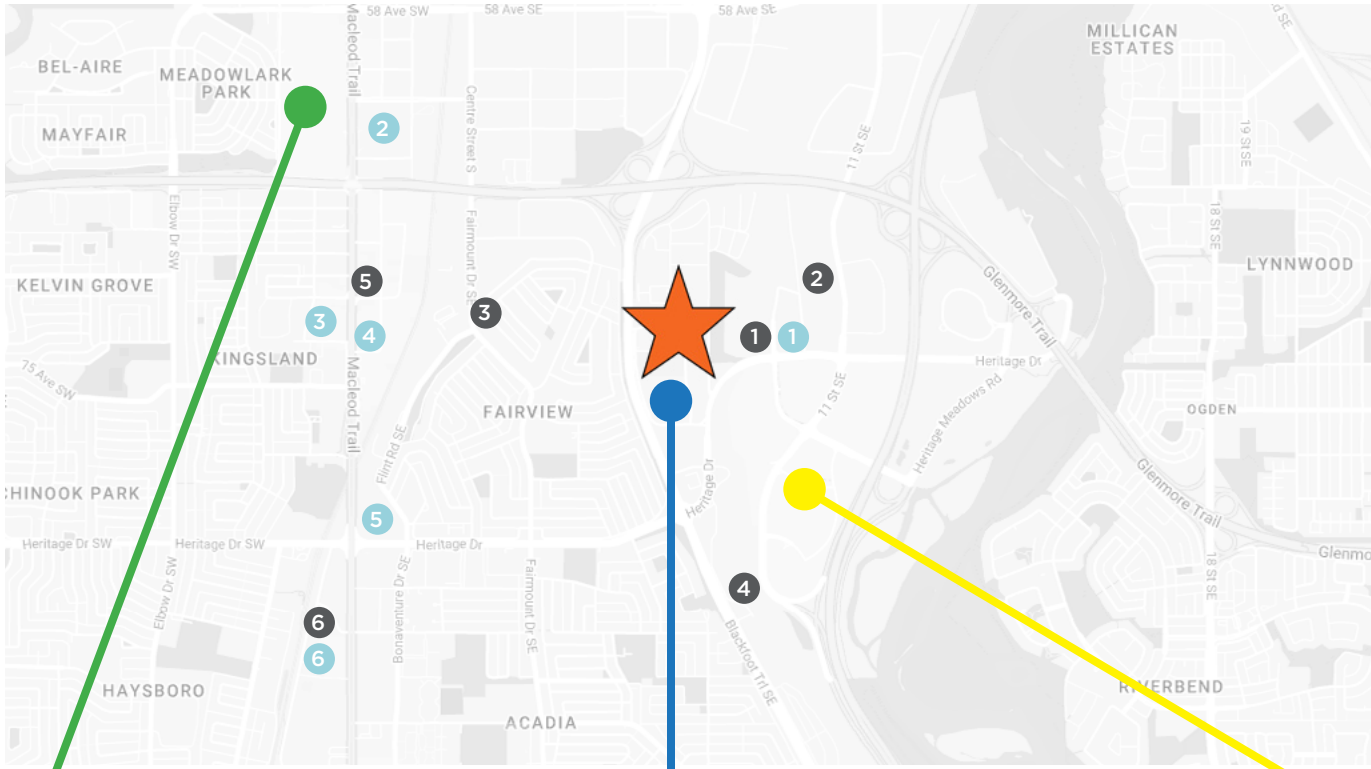 58 Ave SW
58 Ave SE
58 Ave SE
Macleod Trail
MILLICAN
ESTATES
BEL-AIRE
MEADOWLARK
PARK
MAYFAIR
2
Centre Street S
11 St SE
19 St SE
18 St SE
Elbow Dr SW
Fairmount Dr SE
LYNNWOOD
KELVIN GROVE
5
2
3
3
4
1
1
Glenmore Trail
KINGSLAND
Heritage Dr
75 Ave SW
Macleod Trail
FAIRVIEW
11 St SE
Heritage Meadows Rd
OGDEN
Flint Rd SE
CHINOOK PARK
Heritage Dr
Glenmore Trail
5
Heritage Dr SW
Heritage Dr SW
Heritage Dr
Elbow Dr SW
Bonaventure Dr SE
Fairmount Dr SE
4
18 St SE
6
6
Blackfoot Trl SE
HAYSBORO
RIVERBEND
ACADIA